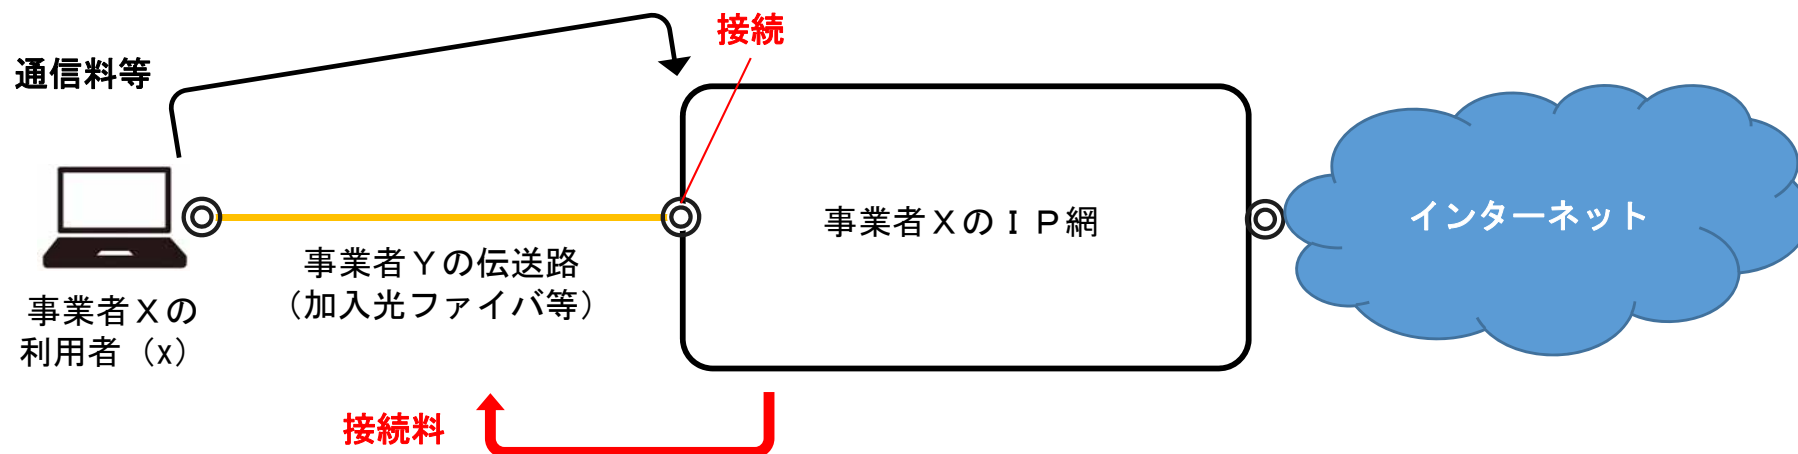 接続
通信料等
事業者XのIP網
インターネット
事業者Yの伝送路
（加入光ファイバ等）
事業者Xの
利用者（x）
接続料